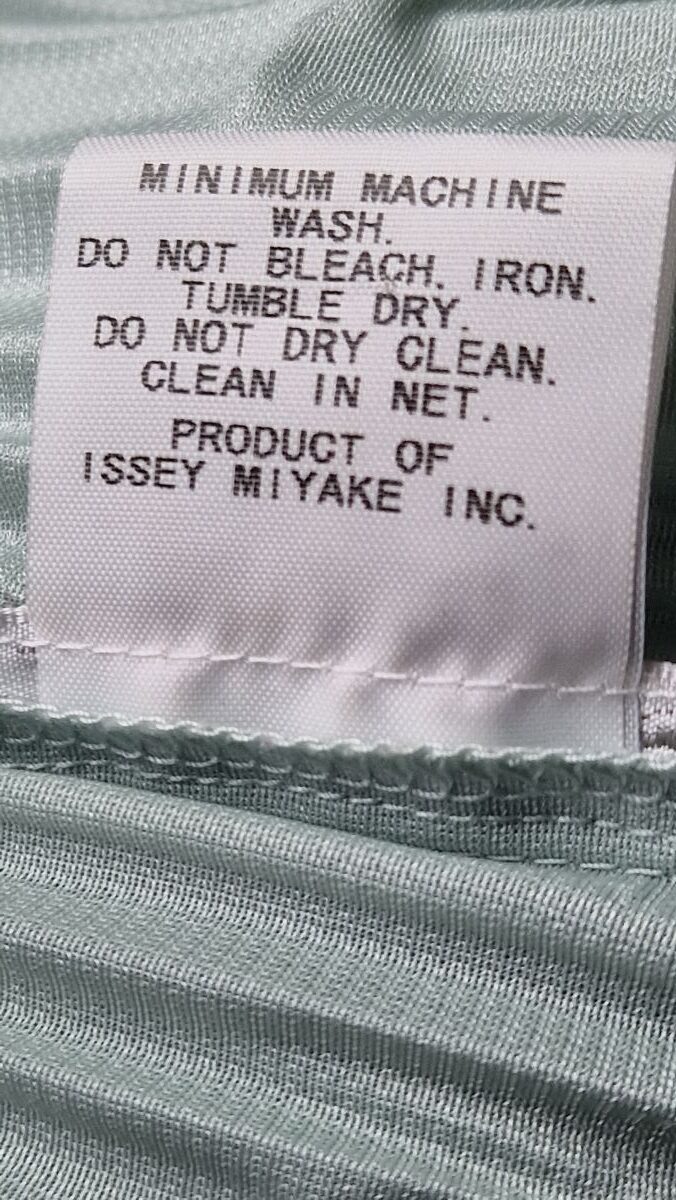 MINIMUM MACHINE
WASH.
DO NOT BLEACH. IRON.
TUMBLE DRY.
DO NOT DRY CLEAN.
CLEAN IN NET.
PRODUCT OF
ISSEY MIYAKE INC.